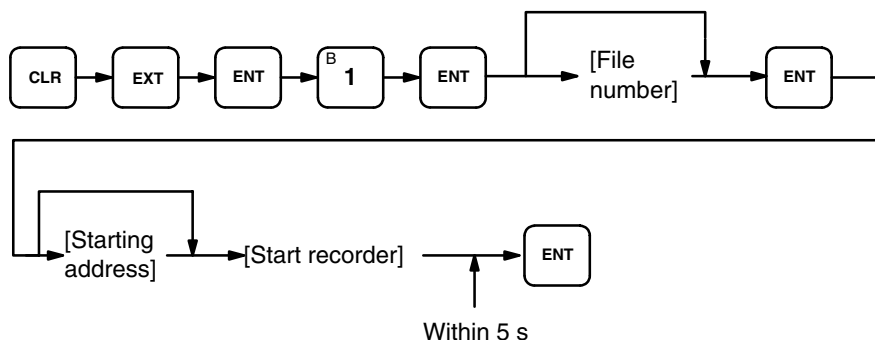 CLR EXT ENT B 1 ENT [File number] ENT
[Starting address] [Start recorder] ENT
Within 5 s